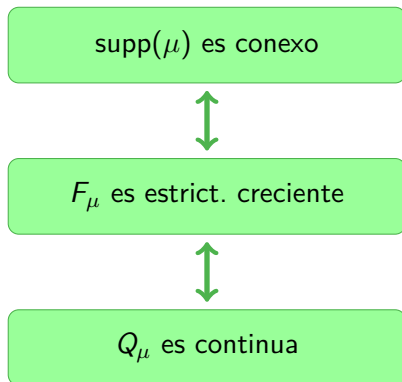 supp(μ) es conexo
F_μ es estrict. creciente
Q_μ es continua